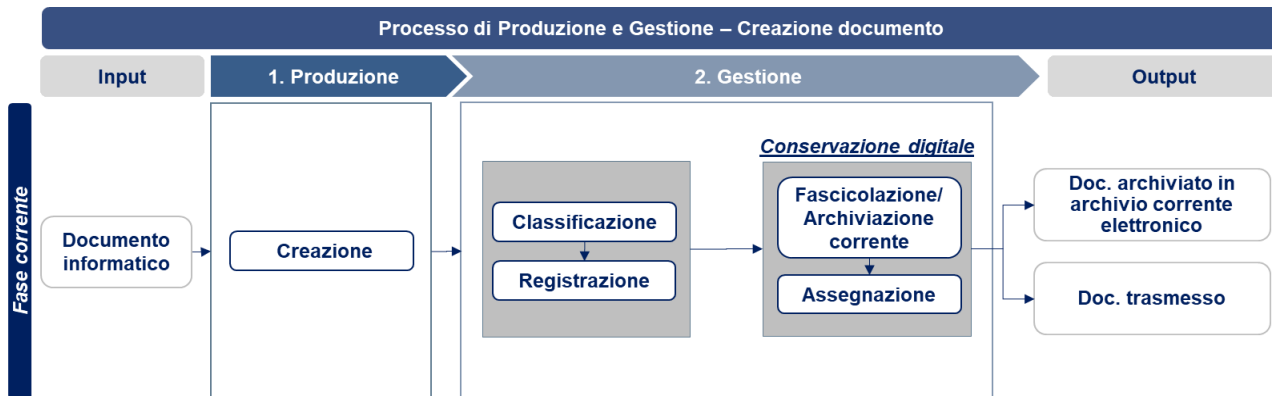 Processo di Produzione e Gestione – Creazione documento
Input
1. Produzione
2. Gestione
Output
Fase corrente
Documento
informatico
Creazione
Classificazione
Registrazione
Conservazione digitale
Fascicolazione/
Archiviazione
corrente
Assegnazione
Doc. archiviato in
archivio corrente
elettronico
Doc. trasmesso